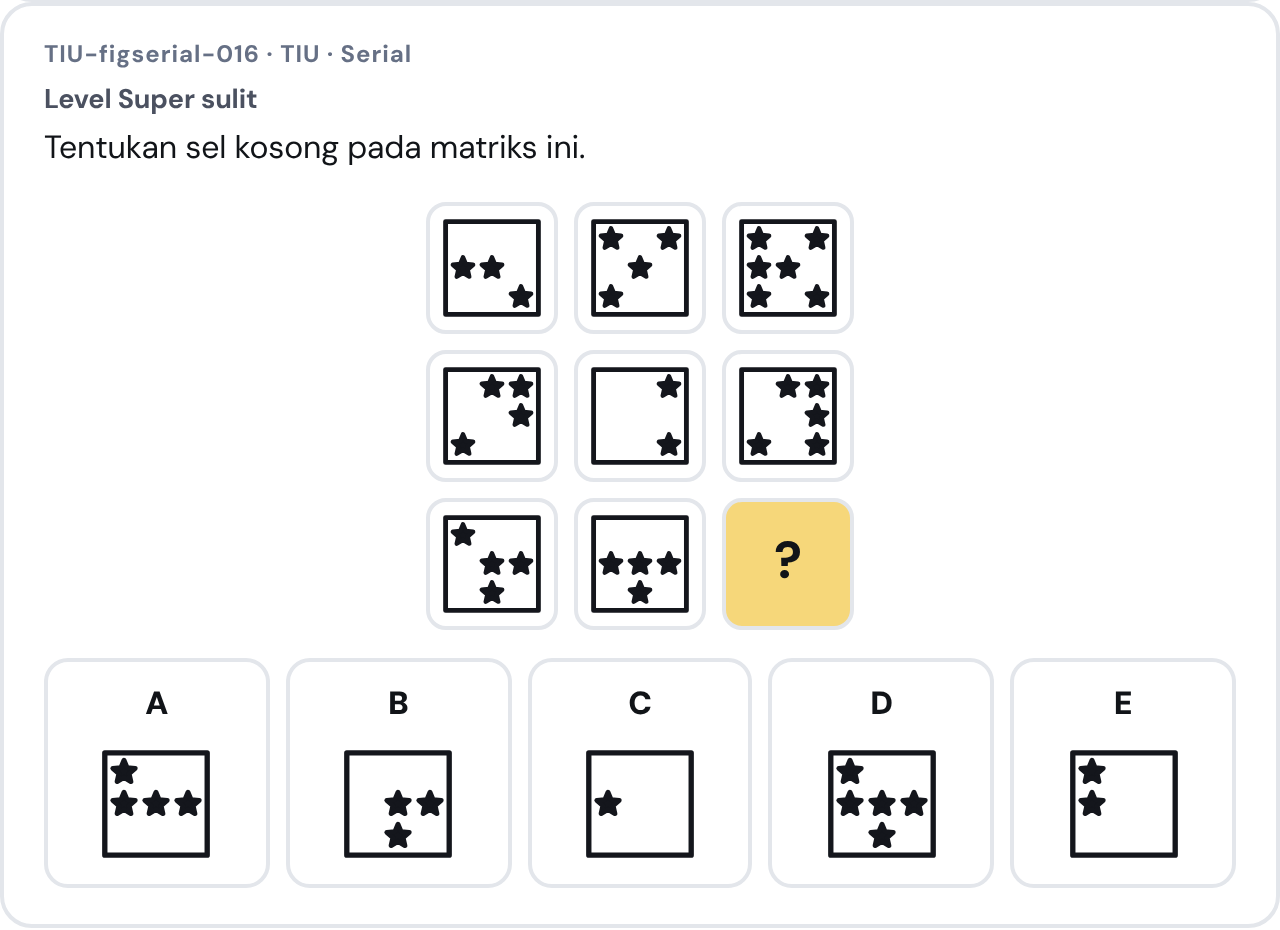 TIU-figserial-016 · TIU · Serial
Level Super sulit
Tentukan sel kosong pada matriks ini.
?
A B C D E